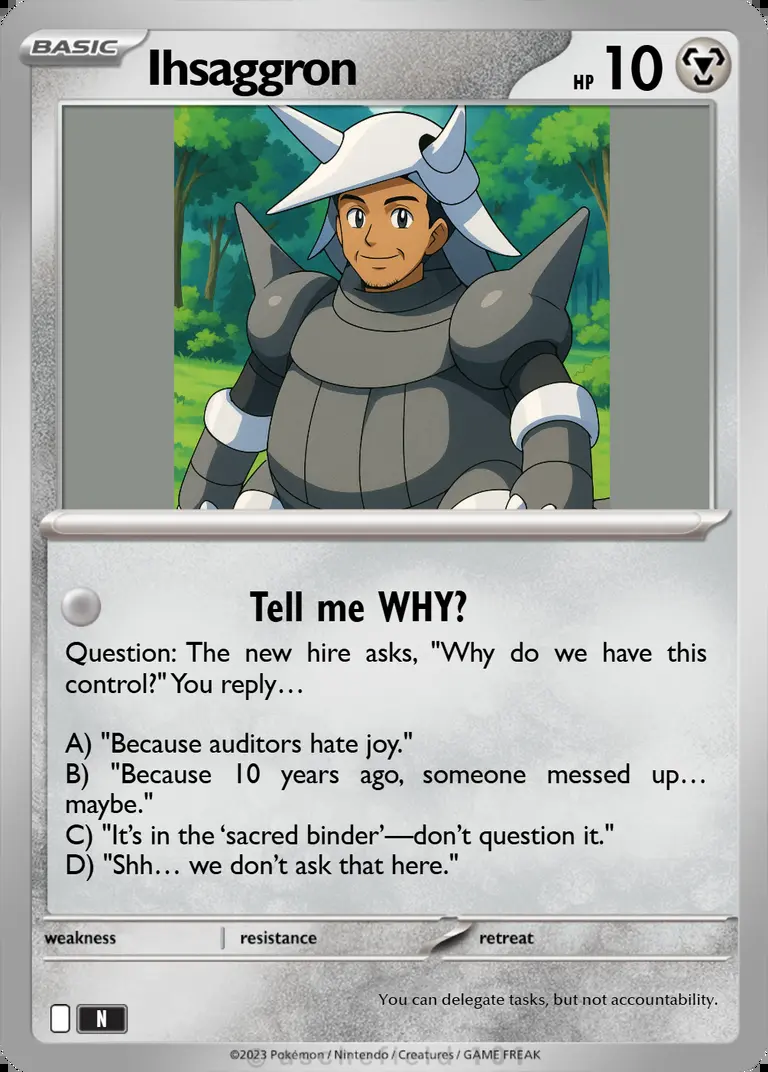 BASIC
Ihsaggron
HP 10
Tell me WHY?
Question: The new hire asks, "Why do we have this
control?" You reply…
A) "Because auditors hate joy."
B) "Because 10 years ago, someone messed up…
maybe."
C) "It's in the ‘sacred binder’—don't question it."
D) "Shh… we don't ask that here."
weakness
resistance
retreat
You can delegate tasks, but not accountability.
N
©2023 Pokémon / Nintendo / Creatures / GAME FREAK